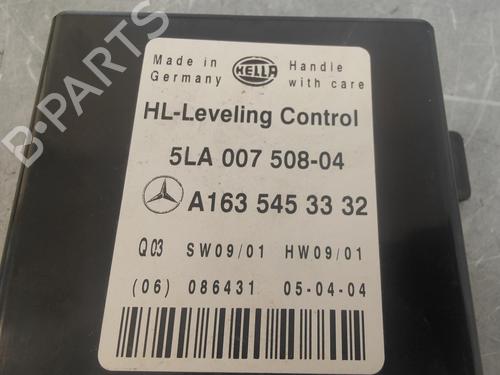 B-PARTS
Made in Germany
HELLA
Handle with care
HL-Leveling Control
5LA 007 508-04
A163 545 33 32
Q03 SW09/01 HW09/01
(06) 086431 05-04-04